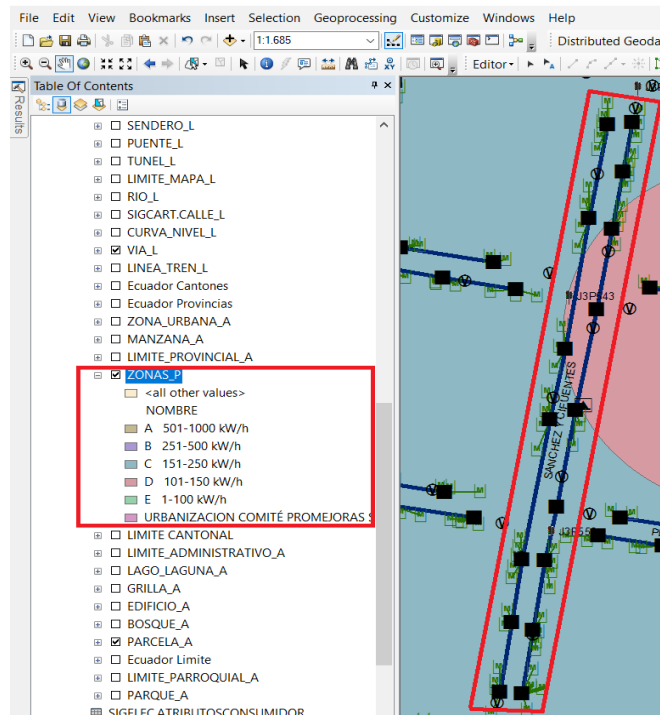 File Edit View Bookmarks Insert Selection Geoprocessing Customize Windows Help
1:1.685
Distributed Geoda
Editor
Table Of Contents
Results
SENDERO_L
PUENTE_L
TUNEL_L
LIMITE_MAPA_L
RIO_L
SIGCART.CALLE_L
CURVA_NIVEL_L
VIA_L
LINEA_TREN_L
Ecuador Cantones
Ecuador Provincias
ZONA_URBANA_A
MANZANA_A
LIMITE_PROVINCIAL_A
ZONAS_P
<all other values>
NOMBRE
A 501-1000 kW/h
B 251-500 kW/h
C 151-250 kW/h
D 101-150 kW/h
E 1-100 kW/h
URBANIZACION COMITÉ PROMEJORAS S
LIMITE CANTONAL
LIMITE_ADMINISTRATIVO_A
LAGO_LAGUNA_A
GRILLA_A
EDIFICIO_A
BOSQUE_A
PARCELA_A
Ecuador Limite
LIMITE_PARROQUIAL_A
PARQUE_A
SIGELEC.ATRIBUTOSCONSUMIDOR
SANCHEZ Y CIFUENTES